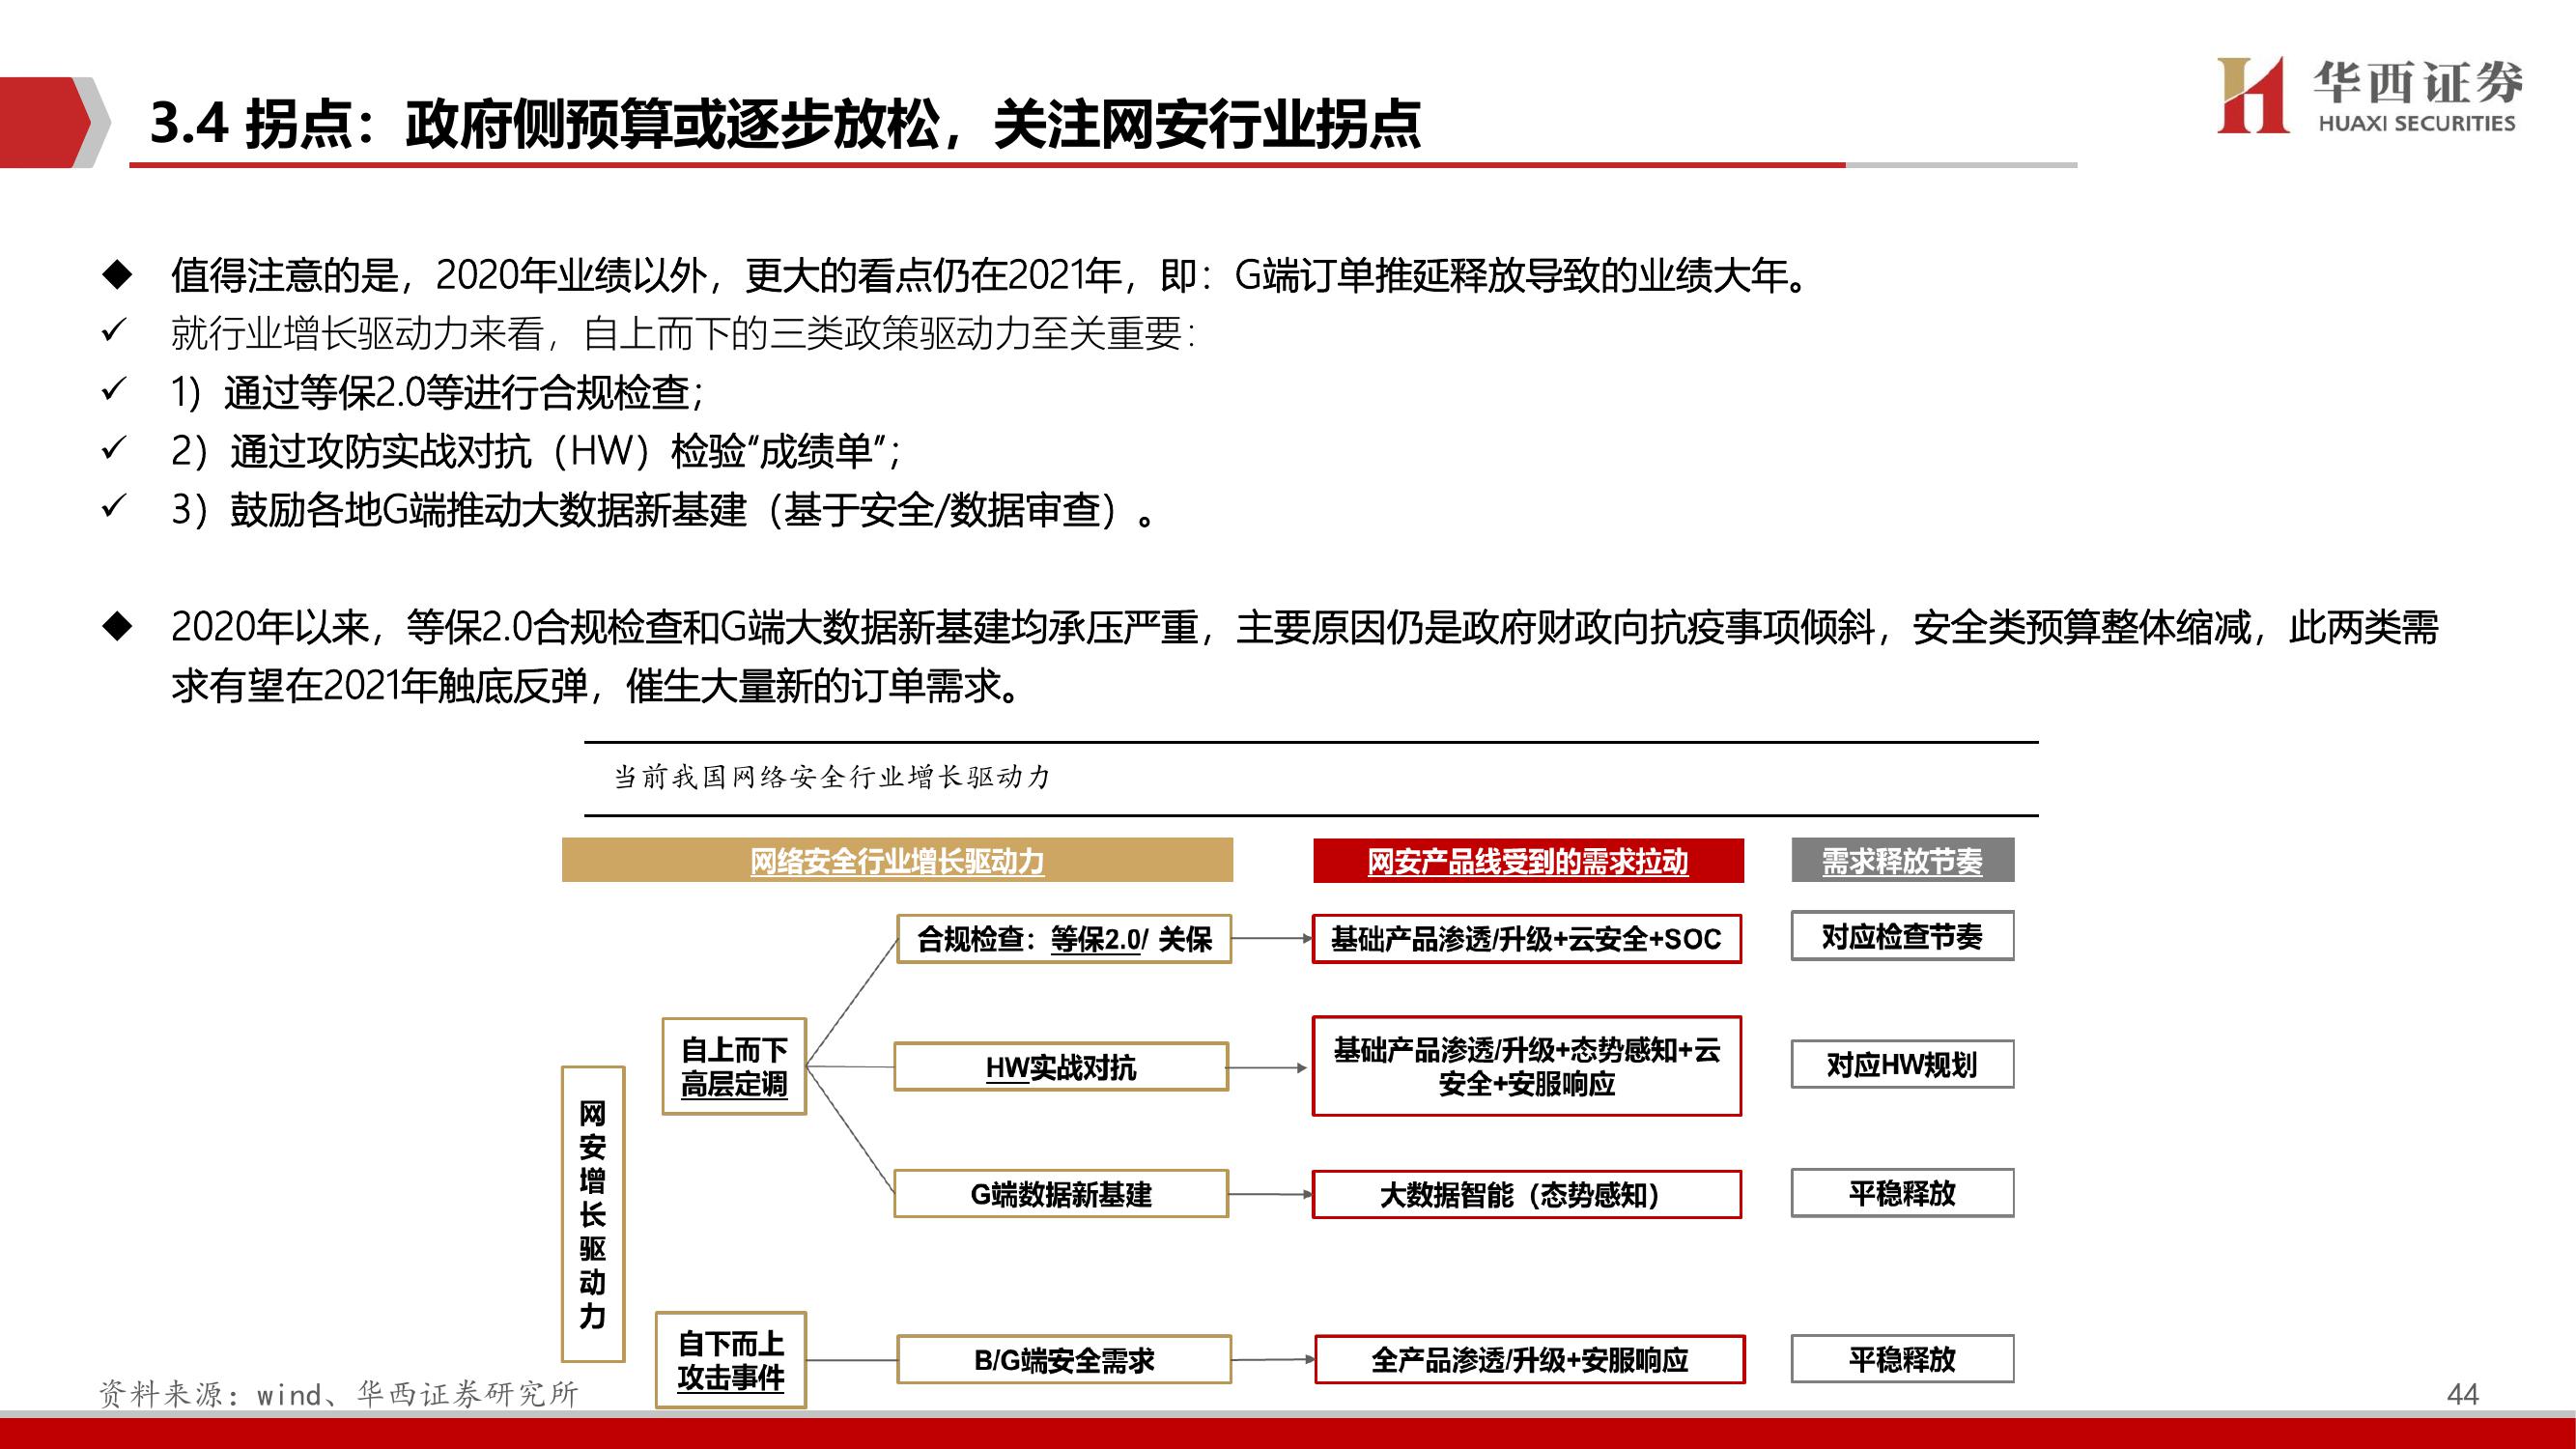 3.4 拐点：政府侧预算或逐步放松，关注网安行业拐点
华西证券
HUAXI SECURITIES
◆ 值得注意的是，2020年业绩以外，更大的看点仍在2021年，即：G端订单推延释放导致的业绩大年。
✓ 就行业增长驱动力来看，自上而下的三类政策驱动力至关重要：
✓ 1）通过等保2.0等进行合规检查；
✓ 2）通过攻防实战对抗（HW）检验“成绩单”；
✓ 3）鼓励各地G端推动大数据新基建（基于安全/数据审查）。
◆ 2020年以来，等保2.0合规检查和G端大数据新基建均承压严重，主要原因仍是政府财政向抗疫事项倾斜，安全类预算整体缩减，此两类需
求有望在2021年触底反弹，催生大量新的订单需求。
当前我国网络安全行业增长驱动力
网络安全行业增长驱动力
网安产品线受到的需求拉动
需求释放节奏
合规检查：等保2.0/ 关保
基础产品渗透/升级+云安全+SOC
对应检查节奏
自上而下
高层定调
HW实战对抗
基础产品渗透/升级+态势感知+云
安全+安服响应
对应HW规划
网安增长驱动力
G端数据新基建
大数据智能（态势感知）
平稳释放
自下而上
攻击事件
B/G端安全需求
全产品渗透/升级+安服响应
平稳释放
资料来源：wind、华西证券研究所
44